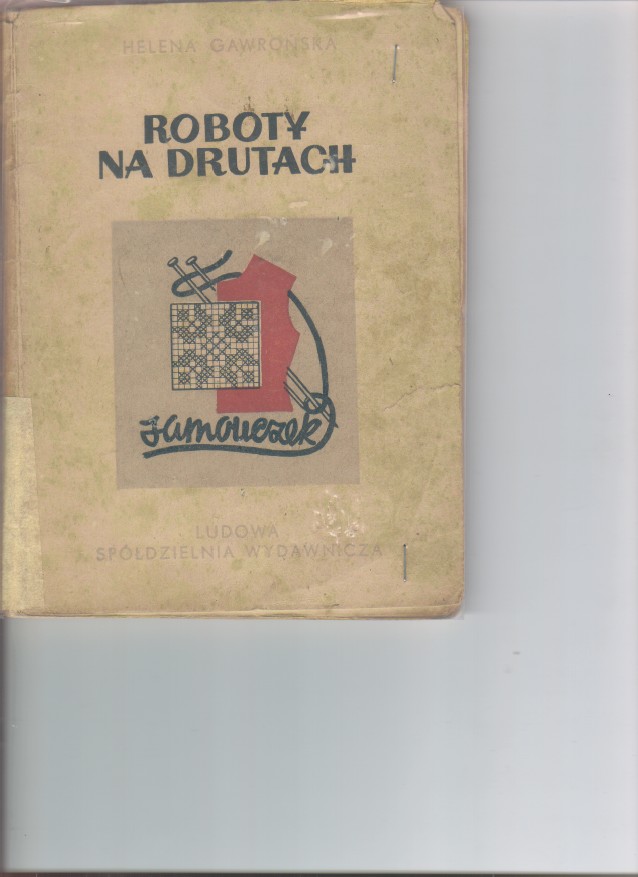 HELENA GAWROŃSKA
ROBOTY
NA DRUTACH
samouczek
LUDOWA
SPÓŁDZIELNIA WYDAWNICZA